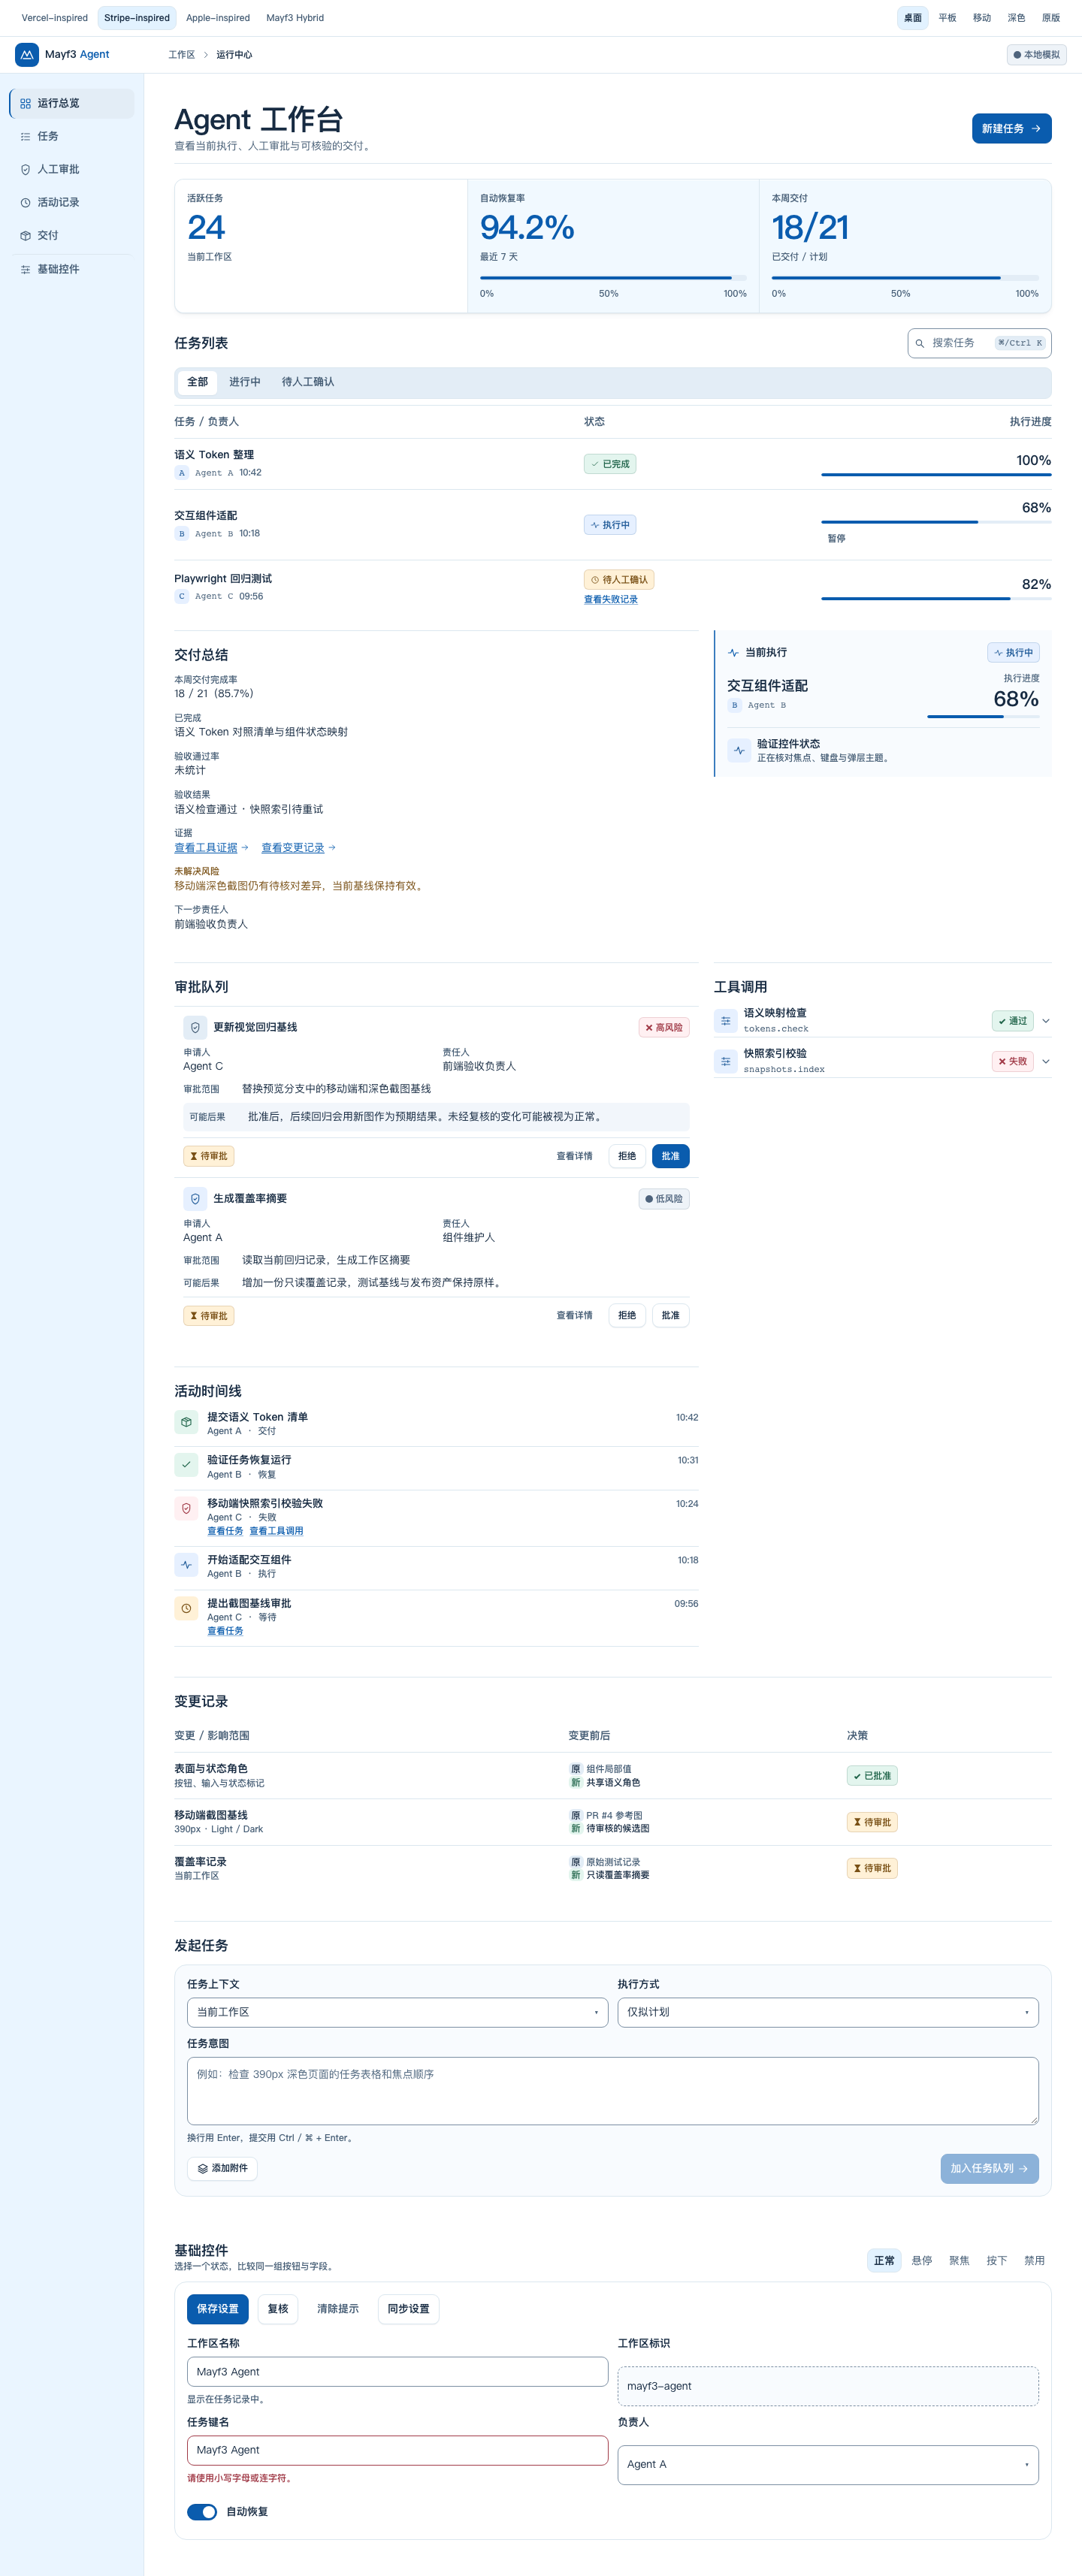 Vercel-inspired Stripe-inspired Apple-inspired Mayf3 Hybrid 桌面 平板 移动 深色 原版
Mayf3 Agent 工作区 > 运行中心 本地模拟
运行总览
任务
人工审批
活动记录
交付
基础控件
Agent 工作台
查看当前执行、人工审批与可核验的交付。
新建任务 →
活跃任务
24
当前工作区
自动恢复率
94.2%
最近 7 天
0% 50% 100%
本周交付
18/21
已交付 / 计划
0% 50% 100%
任务列表
搜索任务 ⌘/Ctrl K
全部 进行中 待人工确认
任务 / 负责人 状态 执行进度
语义 Token 整理
A Agent A 10:42
已完成
100%
交互组件适配
B Agent B 10:18
执行中
68%
暂停
Playwright 回归测试
C Agent C 09:56
待人工确认
查看失败记录
82%
交付总结
本周交付完成率
18 / 21（85.7%）
已完成
语义 Token 对照清单与组件状态映射
验收通过率
未统计
验收结果
语义检查通过 · 快照索引待重试
证据
查看工具证据 → 查看变更记录 →
未解决风险
移动端深色截图仍有待核对差异，当前基线保持有效。
下一步责任人
前端验收负责人
当前执行 执行中
交互组件适配
B Agent B
执行进度
68%
验证控件状态
正在核对焦点、键盘与弹层主题。
审批队列
更新视觉回归基线 高风险
申请人 责任人
Agent C 前端验收负责人
审批范围 替换预览分支中的移动端和深色截图基线
可能后果 批准后，后续回归会用新图作为预期结果。未经复核的变化可能被视为正常。
待审批 查看详情 拒绝 批准
生成覆盖率摘要 低风险
申请人 责任人
Agent A 组件维护人
审批范围 读取当前回归记录，生成工作区摘要
可能后果 增加一份只读覆盖记录，测试基线与发布资产保持原样。
待审批 查看详情 拒绝 批准
工具调用
语义映射检查
tokens.check
通过
快照索引校验
snapshots.index
失败
活动时间线
提交语义 Token 清单 10:42
Agent A · 交付
验证任务恢复运行 10:31
Agent B · 恢复
移动端快照索引校验失败 10:24
Agent C · 失败
查看任务 查看工具调用
开始适配交互组件 10:18
Agent B · 执行
提出截图基线审批 09:56
Agent C · 等待
查看任务
变更记录
变更 / 影响范围 变更前后 决策
表面与状态角色
按钮、输入与状态标记
原 组件局部值
新 共享语义角色
已批准
移动端截图基线
390px · Light / Dark
原 PR #4 参考图
新 待审核的候选图
待审批
覆盖率记录
当前工作区
原 原始测试记录
新 只读覆盖率摘要
待审批
发起任务
任务上下文 执行方式
当前工作区 仅拟计划
任务意图
例如：检查 390px 深色页面的任务表格和焦点顺序
换行用 Enter，提交用 Ctrl / ⌘ + Enter。
添加附件 加入任务队列 →
基础控件
选择一个状态，比较同一组按钮与字段。
正常 悬停 聚焦 按下 禁用
保存设置 复核 清除提示 同步设置
工作区名称 工作区标识
Mayf3 Agent mayf3-agent
显示在任务记录中。
任务键名 负责人
Mayf3 Agent Agent A
请使用小写字母或连字符。
自动恢复